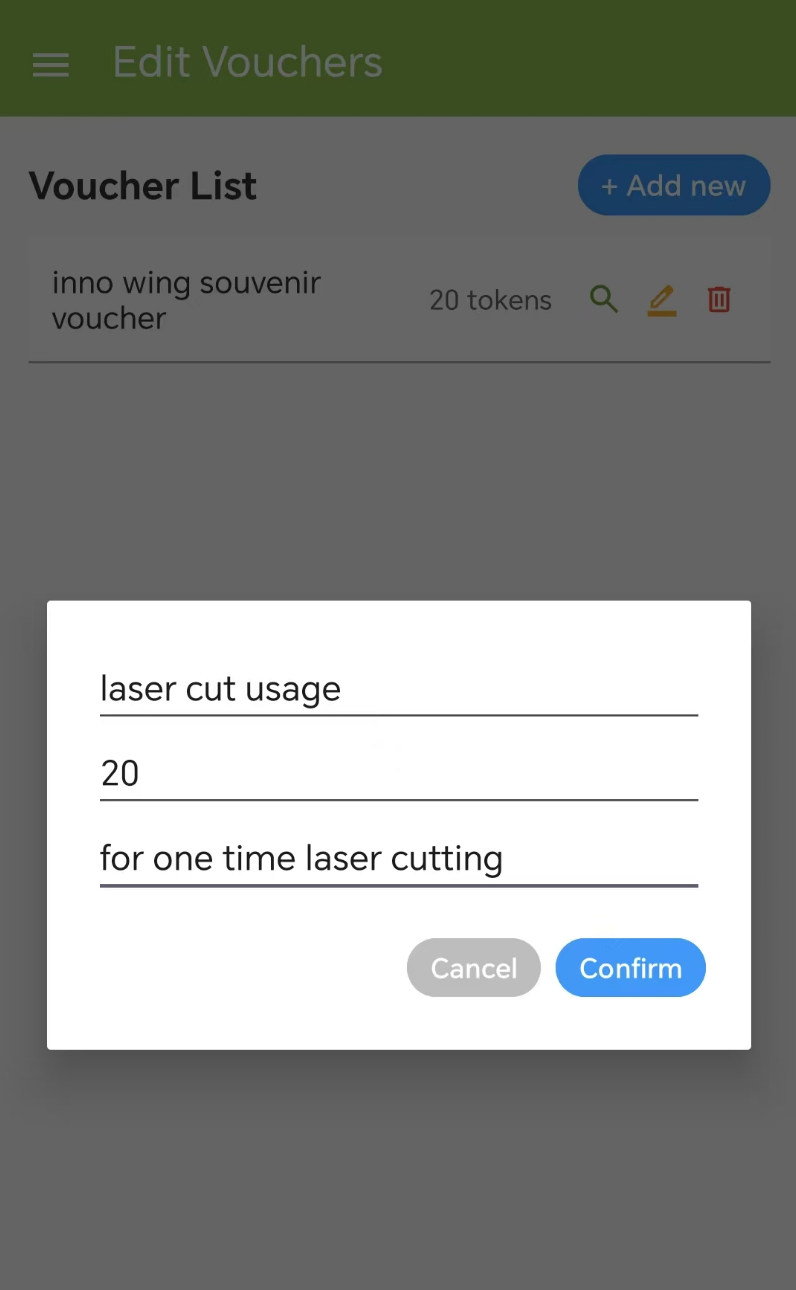 Edit Vouchers
Voucher List
+ Add new
inno wing souvenir
voucher
20 tokens
laser cut usage
20
for one time laser cutting
Cancel
Confirm